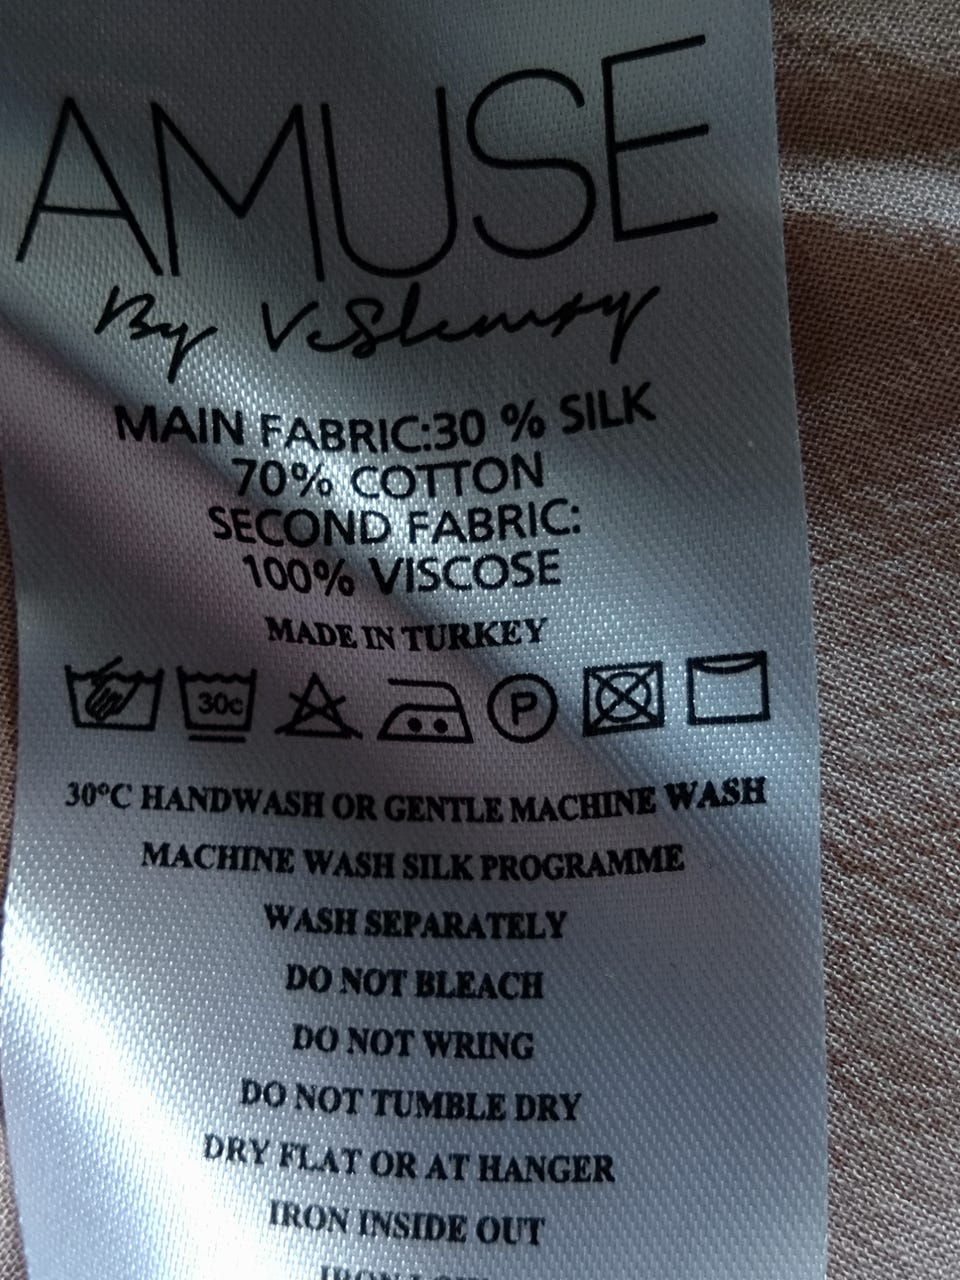 AMUSE
By Veslemøy
MAIN FABRIC:30 % SILK
70% COTTON
SECOND FABRIC:
100% VISCOSE
MADE IN TURKEY
30c P
30°C HANDWASH OR GENTLE MACHINE WASH
MACHINE WASH SILK PROGRAMME
WASH SEPARATELY
DO NOT BLEACH
DO NOT WRING
DO NOT TUMBLE DRY
DRY FLAT OR AT HANGER
IRON INSIDE OUT